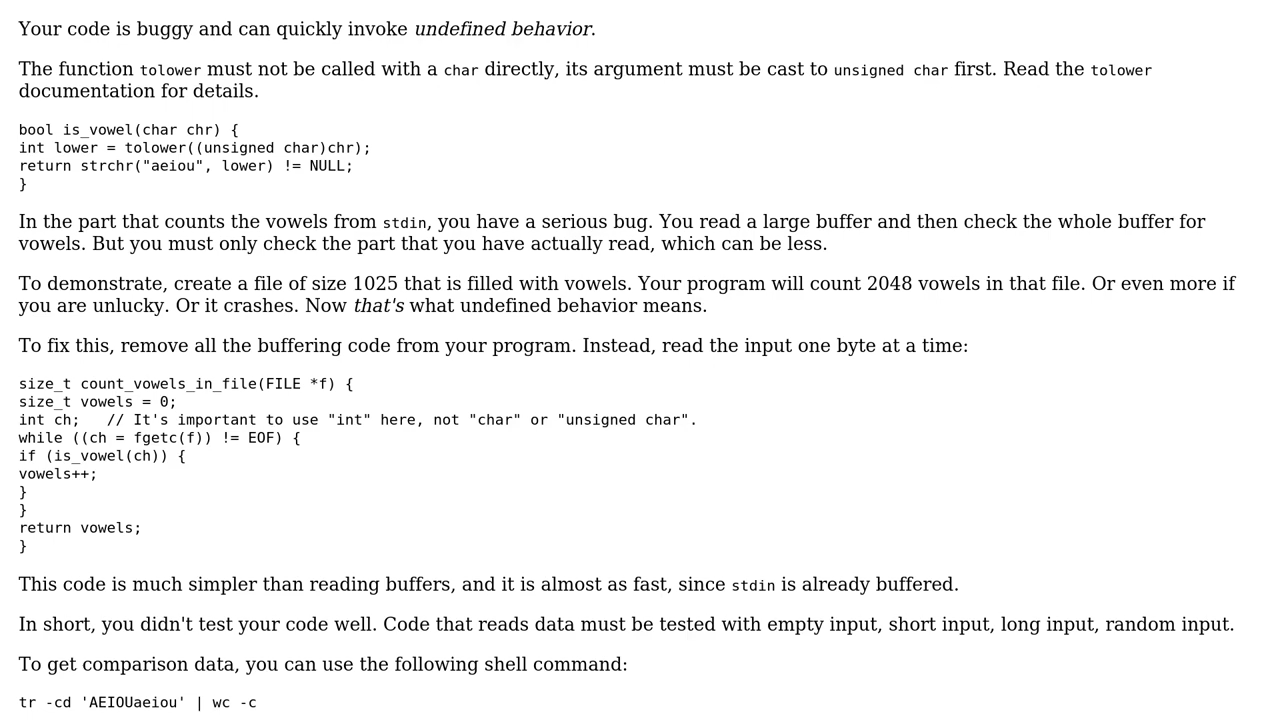 Your code is buggy and can quickly invoke undefined behavior.
The function tolower must not be called with a char directly, its argument must be cast to unsigned char first. Read the tolower
documentation for details.
bool is_vowel(char chr) {
int lower = tolower((unsigned char)chr);
return strchr("aeiou", lower) != NULL;
}
In the part that counts the vowels from stdin, you have a serious bug. You read a large buffer and then check the whole buffer for
vowels. But you must only check the part that you have actually read, which can be less.
To demonstrate, create a file of size 1025 that is filled with vowels. Your program will count 2048 vowels in that file. Or even more if
you are unlucky. Or it crashes. Now that's what undefined behavior means.
To fix this, remove all the buffering code from your program. Instead, read the input one byte at a time:
size_t count_vowels_in_file(FILE *f) {
size_t vowels = 0;
int ch;   // It's important to use "int" here, not "char" or "unsigned char".
while ((ch = fgetc(f)) != EOF) {
if (is_vowel(ch)) {
vowels++;
}
}
return vowels;
}
This code is much simpler than reading buffers, and it is almost as fast, since stdin is already buffered.
In short, you didn't test your code well. Code that reads data must be tested with empty input, short input, long input, random input.
To get comparison data, you can use the following shell command:
tr -cd 'AEIOUaeiou' | wc -c